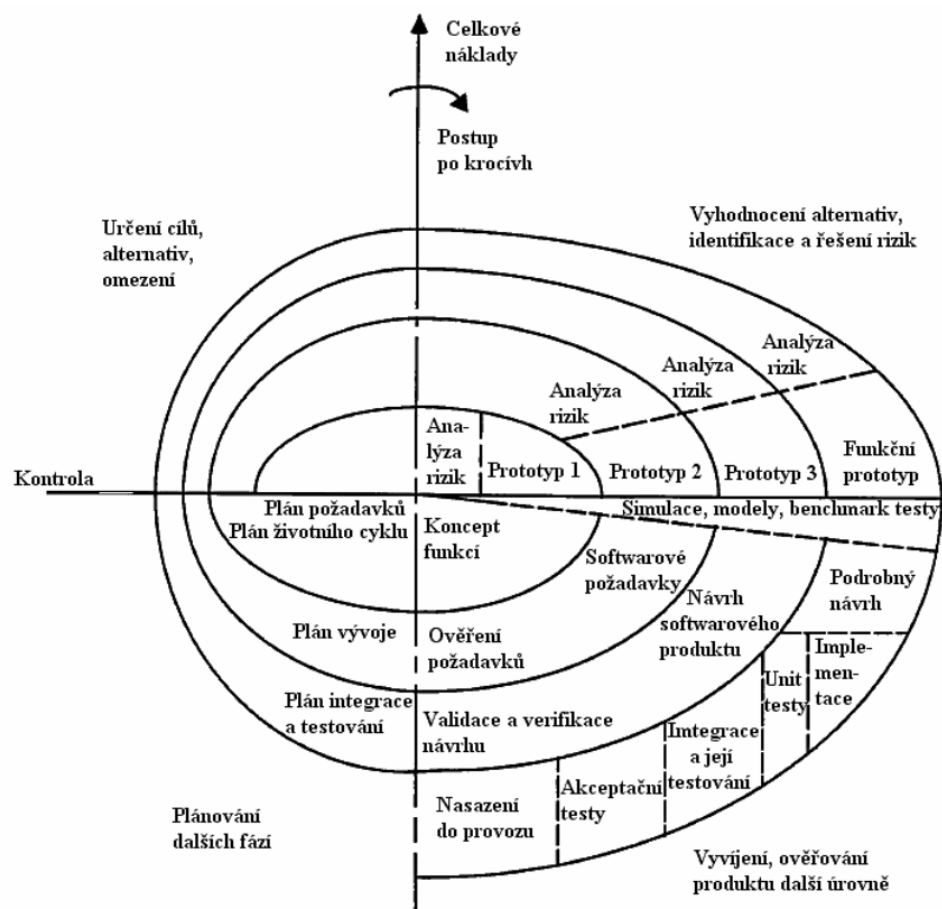 Celkové
náklady
Postup
po krocívh
Určení cílů,
alternativ,
omezení
Vyhodnocení alternativ,
identifikace a řešení rizik
Analýza
rizik
Analýza
rizik
Analýza
rizik
Ana-
lýza
rizik
Prototyp 1
Prototyp 2
Prototyp 3
Funkční
prototyp
Kontrola
Plán požadavků
Plán životního cyklu
Koncept
funkcí
Simulace, modely, benchmark testy
Softwarové
požadavky
Návrh
softwarového
produktu
Podrobný
návrh
Plán vývoje
Ověření
požadavků
Imple-
men-
tace
Unit
testy
Plán integrace
a testování
Validace a verifikace
návrhu
Imtegrace
a její
testování
Akceptační
testy
Nasazení
do provozu
Plánování
dalších fází
Vyvíjení, ověřování
produktu další úrovně